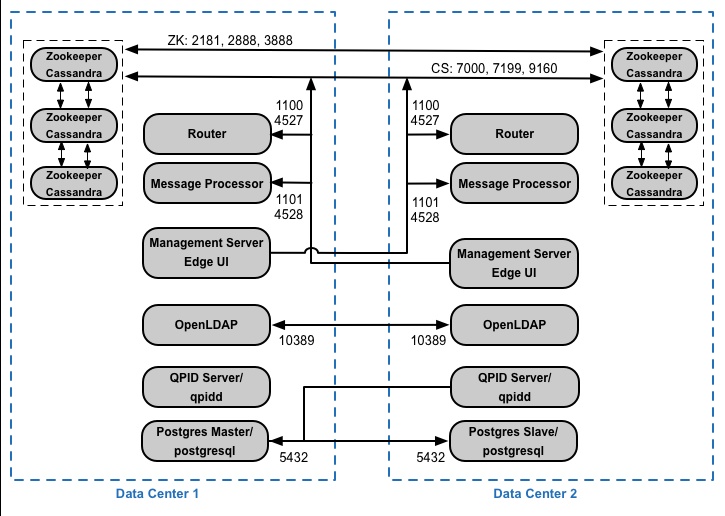 ZK: 2181, 2888, 3888
CS: 7000, 7199, 9160
Zookeeper
Cassandra
Zookeeper
Cassandra
Zookeeper
Cassandra
Zookeeper
Cassandra
Zookeeper
Cassandra
Zookeeper
Cassandra
1100
4527
1100
4527
Router
Router
Message Processor
Message Processor
1101
4528
1101
4528
Management Server
Edge UI
Management Server
Edge UI
OpenLDAP
OpenLDAP
10389
10389
QPID Server/
qpidd
QPID Server/
qpidd
Postgres Master/
postgresql
Postgres Slave/
postgresql
5432
5432
Data Center 1
Data Center 2